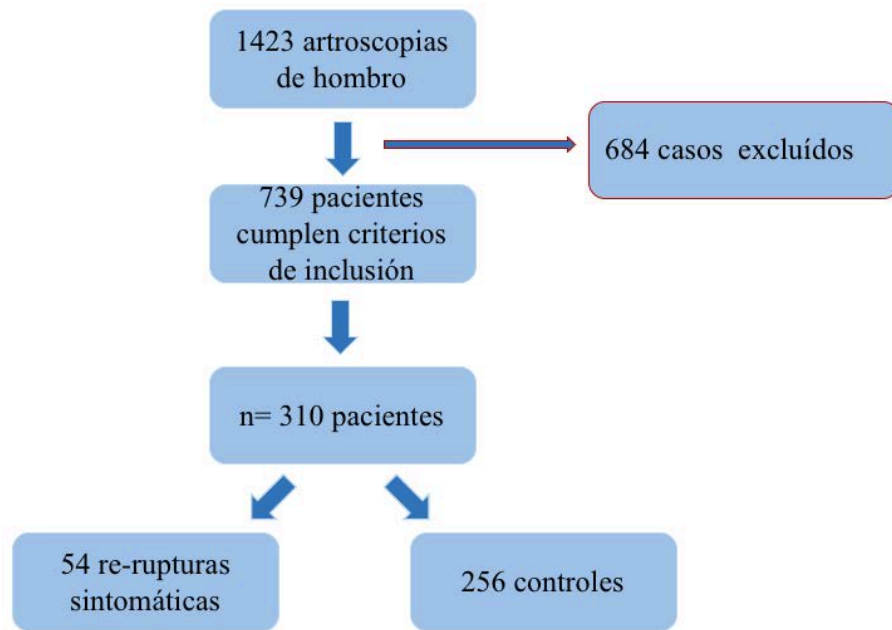 1423 artroscopias
de hombro
684 casos excluídos
739 pacientes
cumplen criterios
de inclusión
n= 310 pacientes
54 re-rupturas
sintomáticas
256 controles